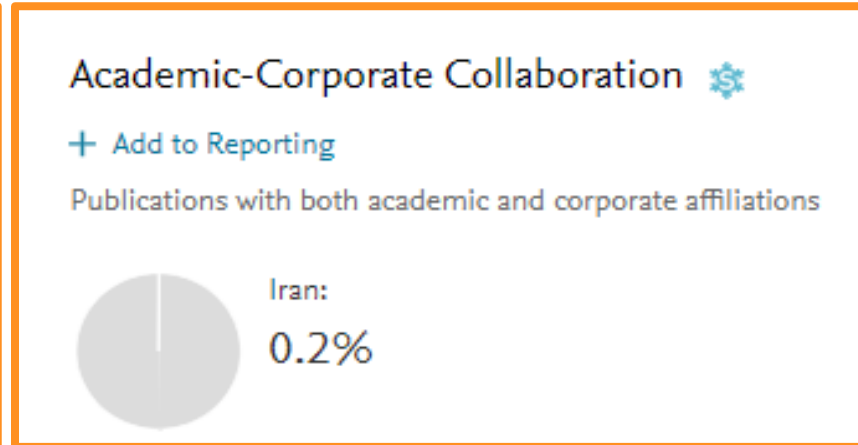 Academic-Corporate Collaboration S
+ Add to Reporting
Publications with both academic and corporate affiliations
Iran:
0.2%